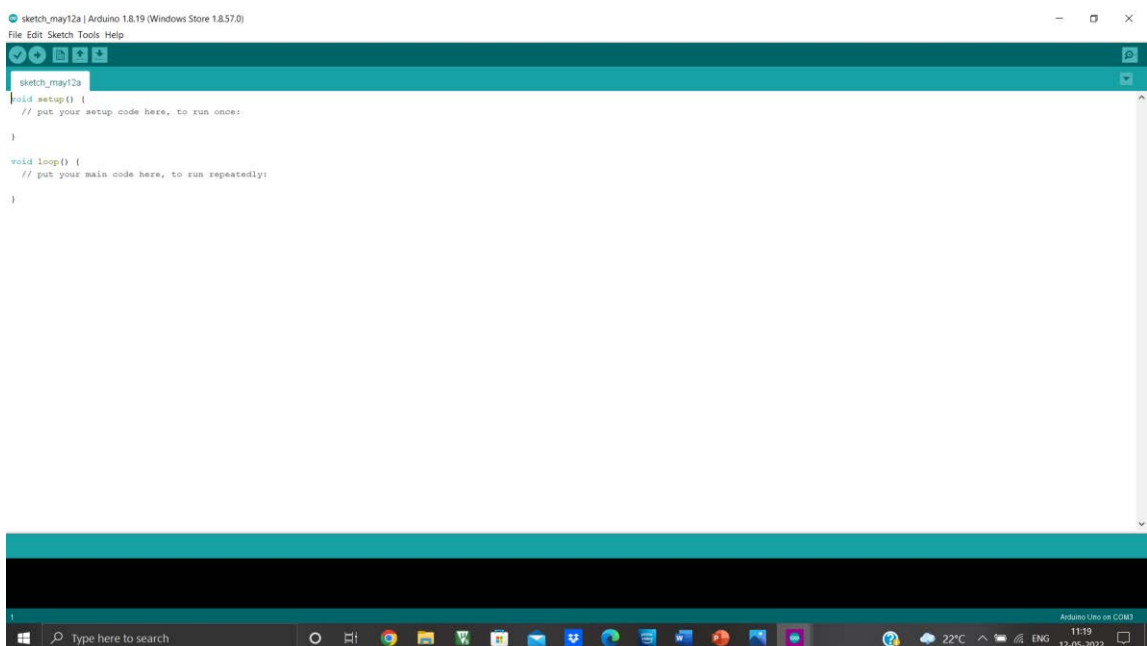 sketch_may12a | Arduino 1.8.19 (Windows Store 1.8.57.0)
File Edit Sketch Tools Help
sketch_may12a
void setup() {
  // put your setup code here, to run once:
}
void loop() {
  // put your main code here, to run repeatedly:
}
1
Arduino Uno on COM3
Type here to search
22°C
ENG
11:19
12-05-2022